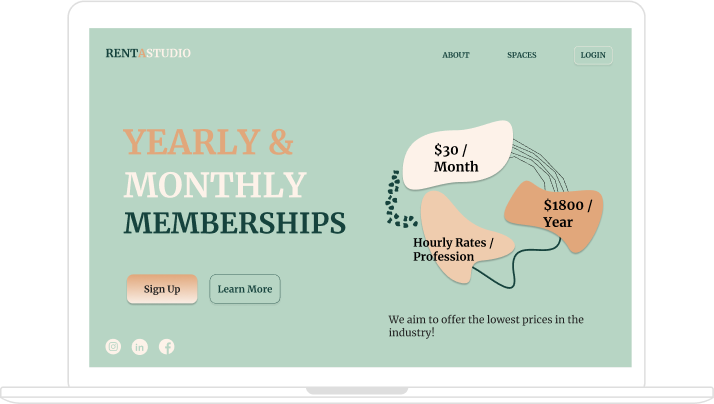 RENTASTUDIO
ABOUT
SPACES
LOGIN
YEARLY &
MONTHLY
MEMBERSHIPS
$30 /
Month
$1800 /
Year
Hourly Rates /
Profession
Sign Up
Learn More
We aim to offer the lowest prices in the
industry!
in
f